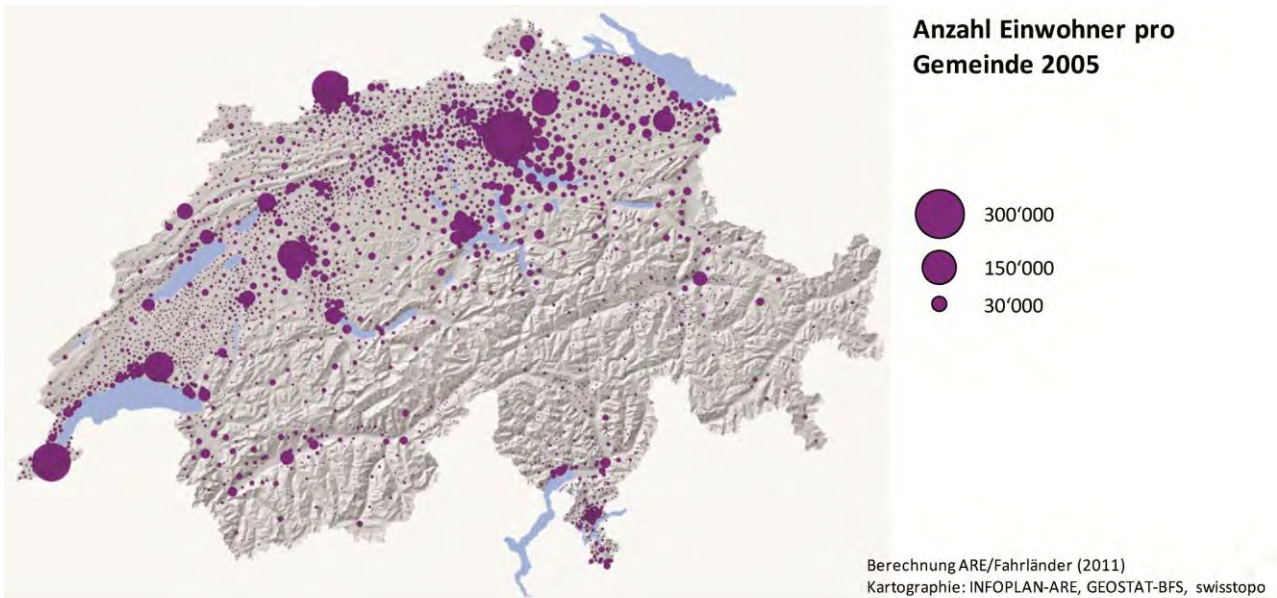 Anzahl Einwohner pro
Gemeinde 2005
300‘000
150‘000
30‘000
Berechnung ARE/Fahrländer (2011)
Kartographie: INFOPLAN-ARE, GEOSTAT-BFS, swisstopo